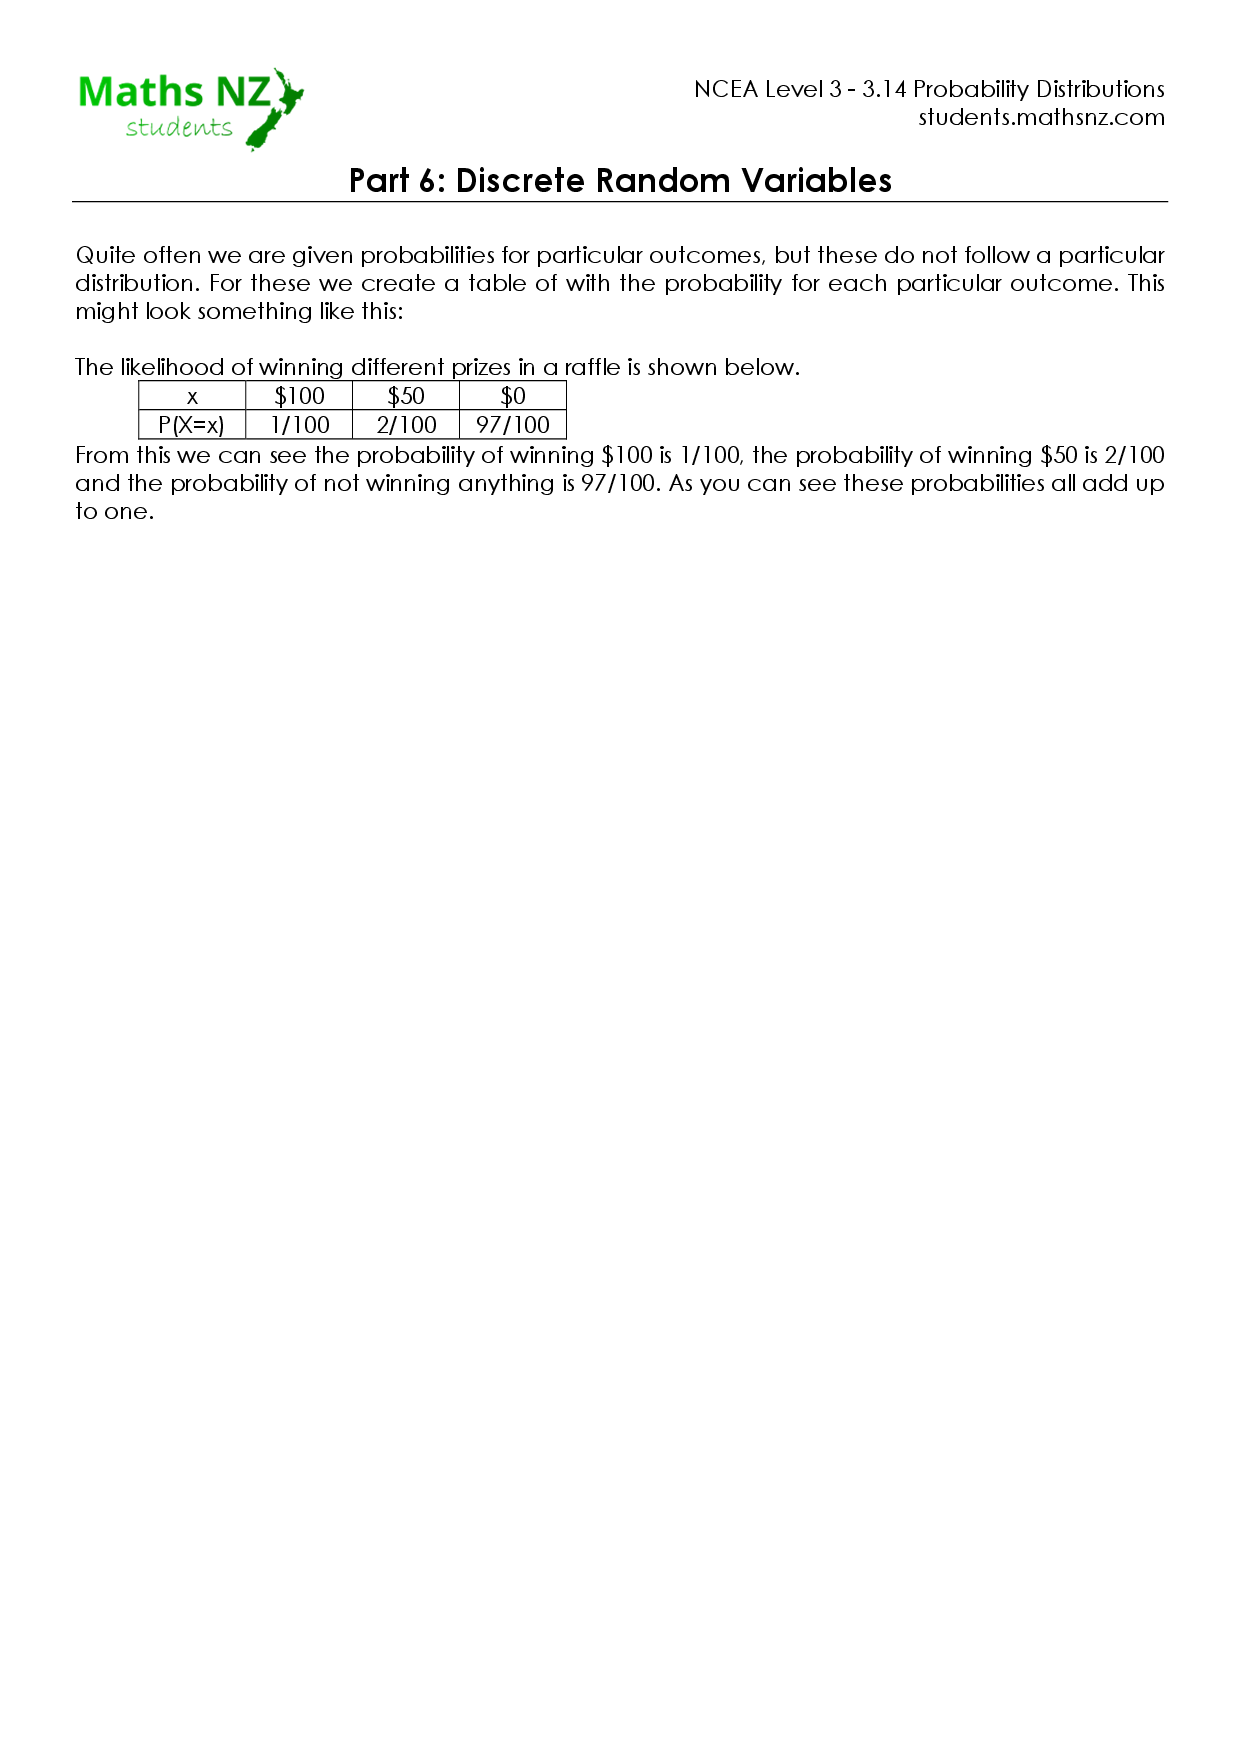 Maths NZ
students
NCEA Level 3 - 3.14 Probability Distributions
students.mathsnz.com
Part 6: Discrete Random Variables
Quite often we are given probabilities for particular outcomes, but these do not follow a particular
distribution. For these we create a table of with the probability for each particular outcome. This
might look something like this:
The likelihood of winning different prizes in a raffle is shown below.
x $100 $50 $0
P(X=x) 1/100 2/100 97/100
From this we can see the probability of winning $100 is 1/100, the probability of winning $50 is 2/100
and the probability of not winning anything is 97/100. As you can see these probabilities all add up
to one.